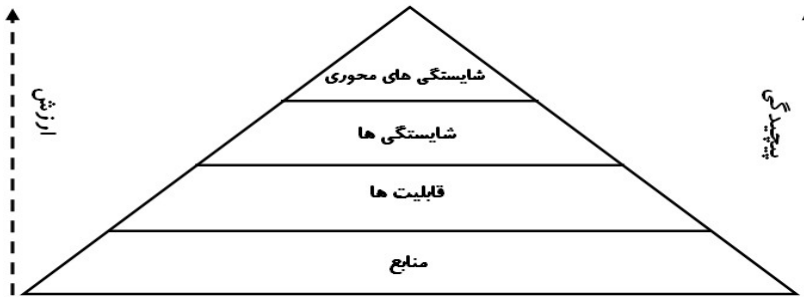 شایستگی های محوری
شایستگی ها
قابلیت ها
منابع
ارزش
پیچیدگی